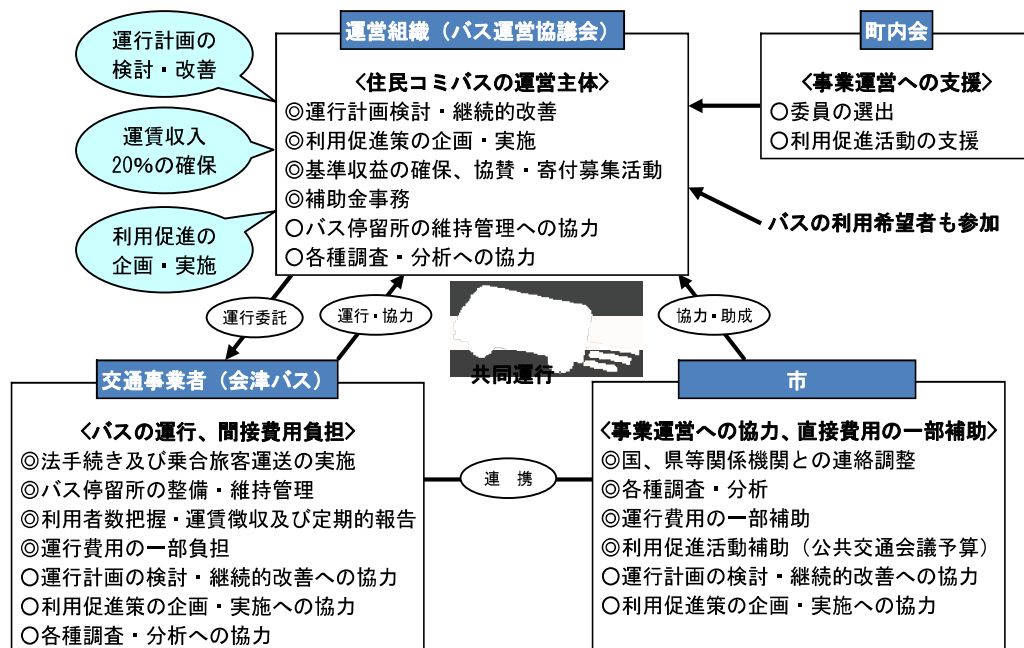 運行計画の
検討・改善
運賃収入
20%の確保
利用促進の
企画・実施
運営組織（バス運営協議会）
<住民コミバスの運営主体>
◎運行計画検討・継続的改善
◎利用促進策の企画・実施
◎基準収益の確保、協賛・寄付募集活動
◎補助金事務
○バス停留所の維持管理への協力
○各種調査・分析への協力
町内会
<事業運営への支援>
○委員の選出
○利用促進活動の支援
バスの利用希望者も参加
運行委託
運行・協力
協力・助成
共同運行
交通事業者（会津バス）
<バスの運行、間接費用負担>
◎法手続き及び乗合旅客運送の実施
◎バス停留所の整備・維持管理
◎利用者数把握・運賃徴収及び定期的報告
◎運行費用の一部負担
○運行計画の検討・継続的改善への協力
○利用促進策の企画・実施への協力
○各種調査・分析への協力
連　携
市
<事業運営への協力、直接費用の一部補助>
◎国、県等関係機関との連絡調整
◎各種調査・分析
◎運行費用の一部補助
◎利用促進活動補助（公共交通会議予算）
○運行計画の検討・継続的改善への協力
○利用促進策の企画・実施への協力